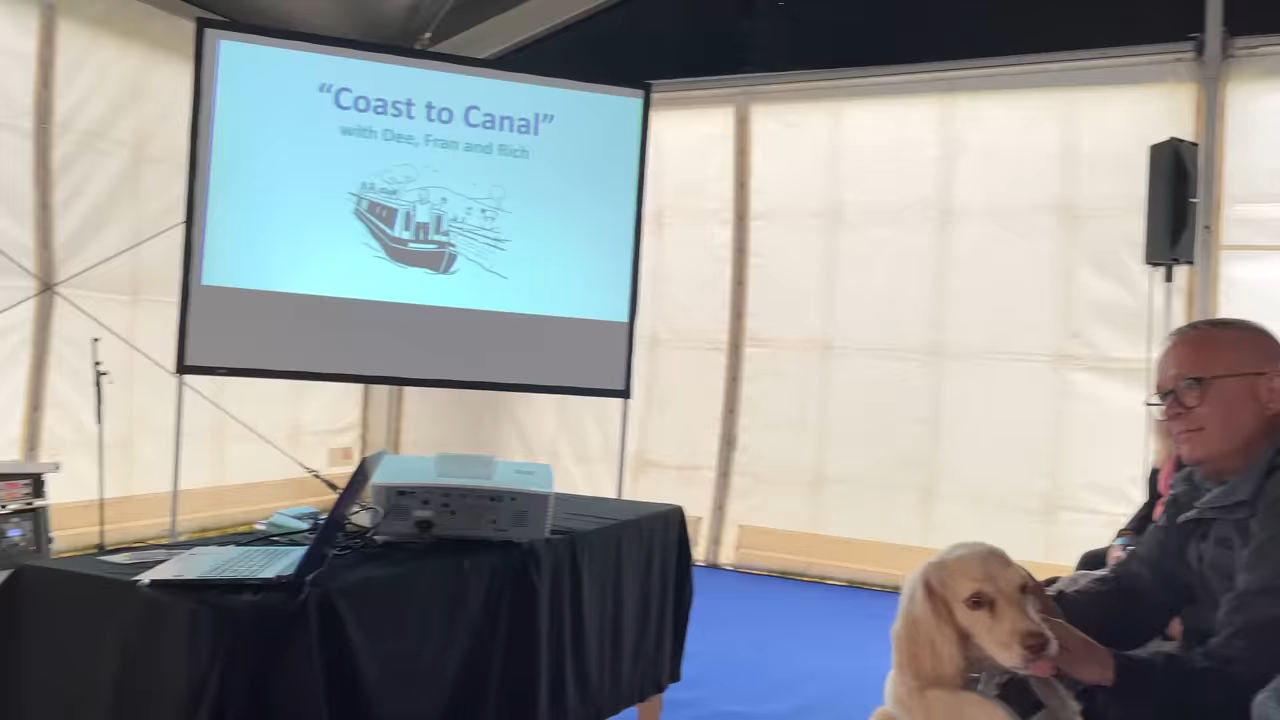 “Coast to Canal”
with Dee, Fran and Rich